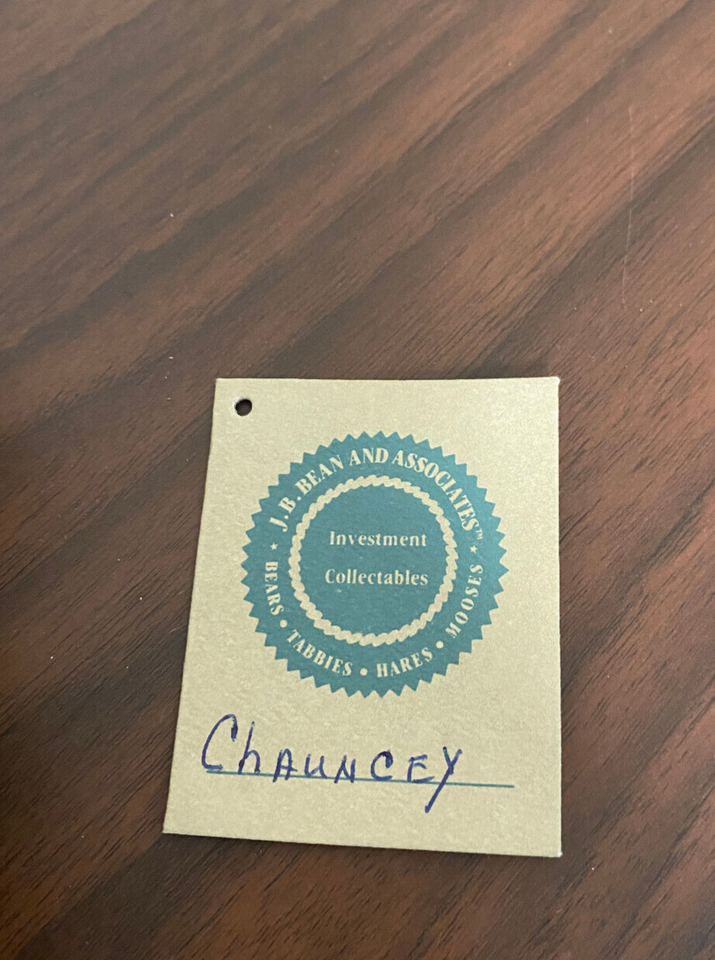 J. B. BEAN AND ASSOCIATES™
Investment
Collectables
★ BEARS • TABBIES • HARES • MOOSES ★
Chauncey